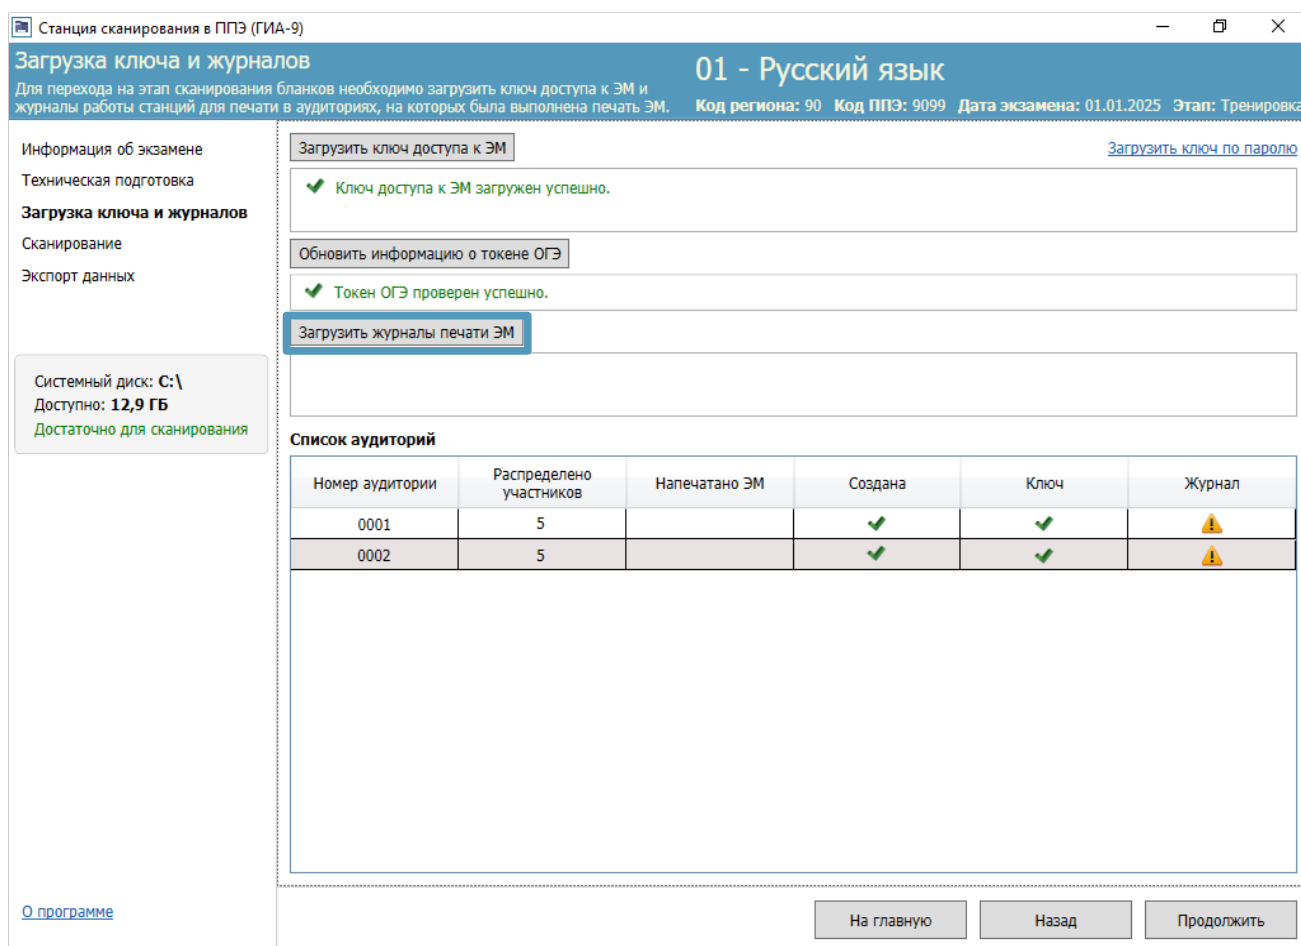 Станция сканирования в ППЭ (ГИА-9)
Загрузка ключа и журналов
Для перехода на этап сканирования бланков необходимо загрузить ключ доступа к ЭМ и
журналы работы станций для печати в аудиториях, на которых была выполнена печать ЭМ.
01 - Русский язык
Код региона: 90 Код ППЭ: 9099 Дата экзамена: 01.01.2025 Этап: Тренировка
Информация об экзамене
Техническая подготовка
Загрузка ключа и журналов
Сканирование
Экспорт данных
Системный диск: C:\
Доступно: 12,9 ГБ
Достаточно для сканирования
Загрузить ключ доступа к ЭМ
Загрузить ключ по паролю
Ключ доступа к ЭМ загружен успешно.
Обновить информацию о токене ОГЭ
Токен ОГЭ проверен успешно.
Загрузить журналы печати ЭМ
Список аудиторий
Номер аудитории Распределено участников Напечатано ЭМ Создана Ключ Журнал
0001 5
0002 5
О программе
На главную Назад Продолжить